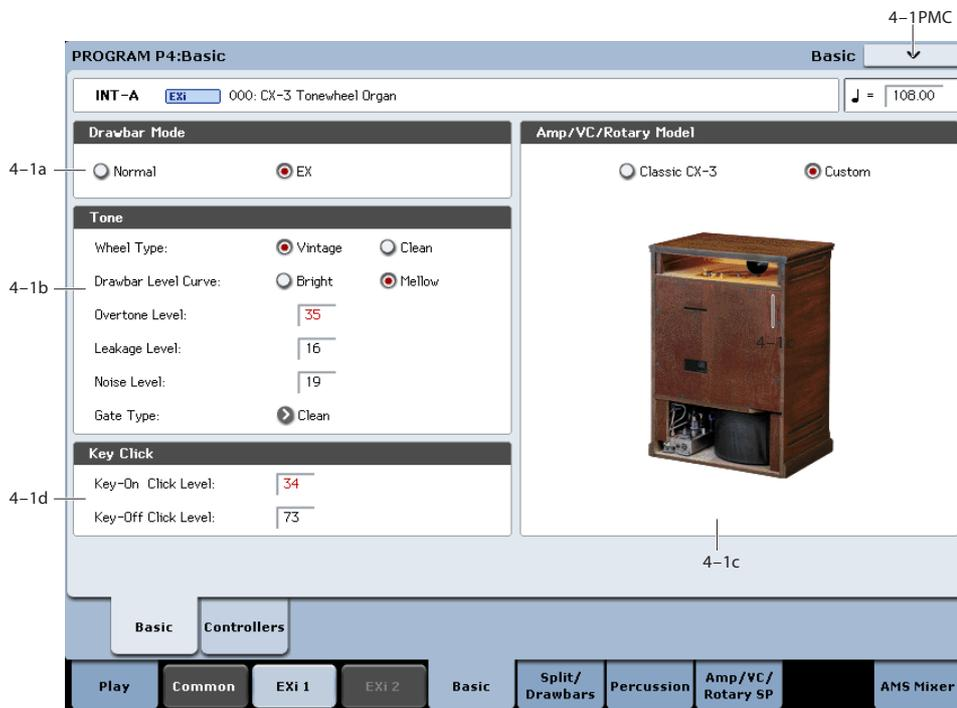 4–1PMC
PROGRAM P4:Basic
Basic
INT-A EXi 000: CX-3 Tonewheel Organ
♩ = 108.00
Drawbar Mode
4–1a
Normal EX
Tone
Wheel Type: Vintage Clean
4–1b
Drawbar Level Curve: Bright Mellow
Overtone Level: 35
Leakage Level: 16
Noise Level: 19
Gate Type: Clean
Key Click
Key-On Click Level: 34
4–1d
Key-Off Click Level: 73
Amp/VC/Rotary Model
Classic CX-3 Custom
4–1c
4–1c
Basic Controllers
Play Common EXi 1 EXi 2 Basic Split/
Drawbars Percussion Amp/VC/
Rotary SP AMS Mixer